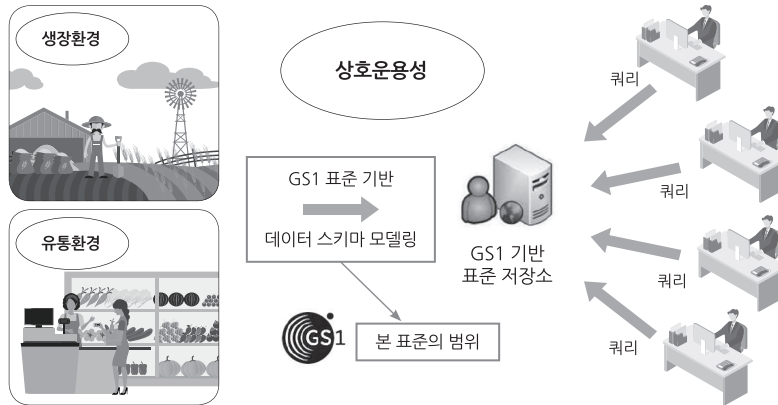 생장환경
유통환경
상호운용성
GS1 표준 기반
데이터 스키마 모델링
GS1 기반
표준 저장소
GS1
본 표준의 범위
쿼리
쿼리
쿼리
쿼리